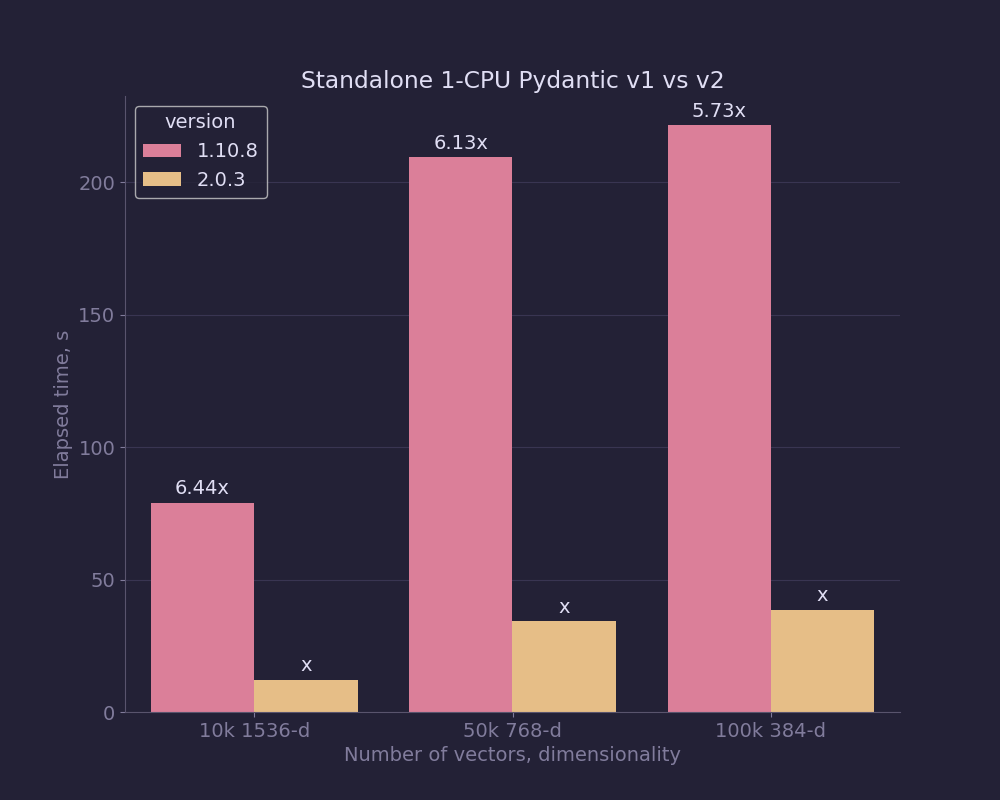 Standalone 1-CPU Pydantic v1 vs v2
version
1.10.8
2.0.3
6.44x
x
6.13x
x
5.73x
x
200
150
100
50
0
Elapsed time, s
10k 1536-d
50k 768-d
100k 384-d
Number of vectors, dimensionality